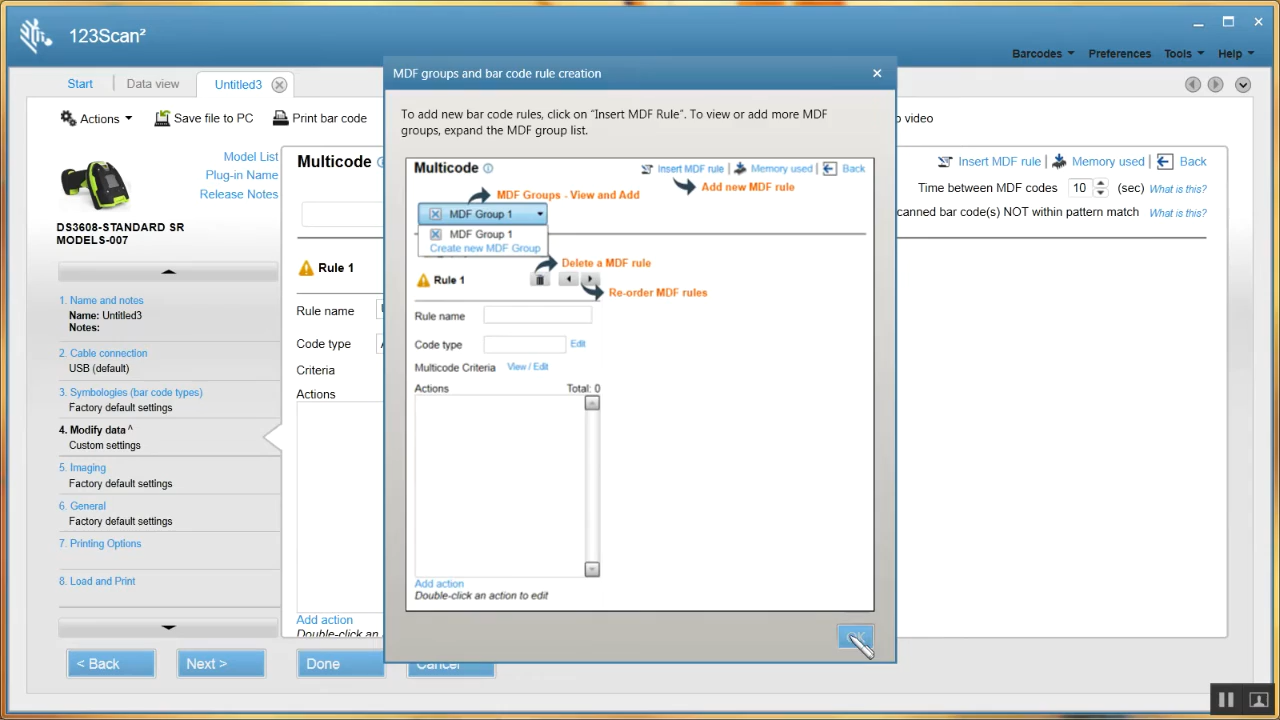 123Scan²
Barcodes
Preferences
Tools
Help
Start
Data view
Untitled3
Actions
Save file to PC
Print bar code
o video
Model List
Plug-in Name
Release Notes
DS3608-STANDARD SR
MODELS-007
1. Name and notes
Name: Untitled3
Notes:
2. Cable connection
USB (default)
3. Symbologies (bar code types)
Factory default settings
4. Modify data ^
Custom settings
5. Imaging
Factory default settings
6. General
Factory default settings
7. Printing Options
8. Load and Print
< Back
Next >
Done
Cancel
Multicode
Insert MDF rule
Memory used
Back
Time between MDF codes 10 (sec) What is this?
canned bar code(s) NOT within pattern match What is this?
Rule 1
Rule name
Code type
Criteria
Actions
Add action
Double-click an
MDF groups and bar code rule creation
To add new bar code rules, click on “Insert MDF Rule”. To view or add more MDF
groups, expand the MDF group list.
Multicode
Insert MDF rule | Memory used | Back
MDF Groups - View and Add
Add new MDF rule
MDF Group 1
MDF Group 1
Create new MDF Group
Delete a MDF rule
Rule 1
Re-order MDF rules
Rule name
Code type
Edit
Multicode Criteria View / Edit
Actions Total: 0
Add action
Double-click an action to edit
OK